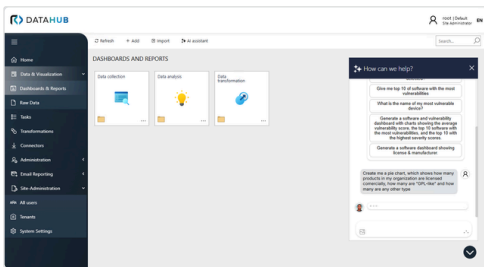 DATAHUB
root | Default
Site Administrator
EN
Refresh
Add
Import
AI assistant
Search...
Home
Data & Visualization
Dashboards & Reports
Raw Data
Tasks
Transformations
Connectors
Administration
Email Reporting
Site-Administration
All users
Tenants
System Settings
DASHBOARDS AND REPORTS
Data collection
Data analysis
Data
transformation
How can we help?
Give me top 10 of software with the most
vulnerabilities
What is the name of my most vulnerable
device?
Generate a software and vulnerability
dashboard with charts showing the average
vulnerability score, the top 10 software with
the most vulnerabilities, and the top 10 with
the highest severity scores.
Generate a software dashboard showing
license & manufacturer
Create me a pie chart, which shows how many
products in my organization are licensed
comercially, how many are "GPL-like" and how
many are any other type